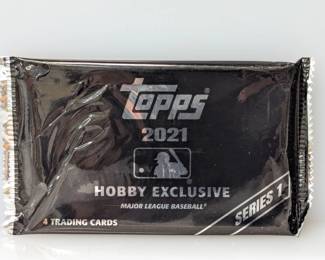 Topps
2021
HOBBY EXCLUSIVE
MAJOR LEAGUE BASEBALL®
4 TRADING CARDS
SERIES 1